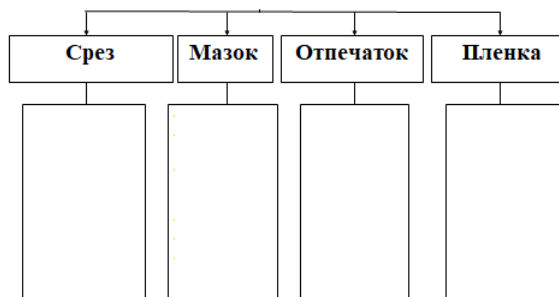 Срез
Мазок
Отпечаток
Пленка